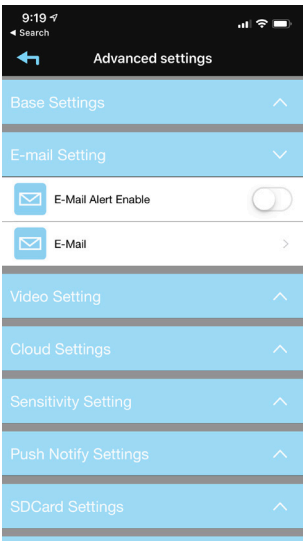 9:19
Search
Advanced settings
Base Settings
E-mail Setting
E-Mail Alert Enable
E-Mail
Video Setting
Cloud Settings
Sensitivity Setting
Push Notify Settings
SDCard Settings